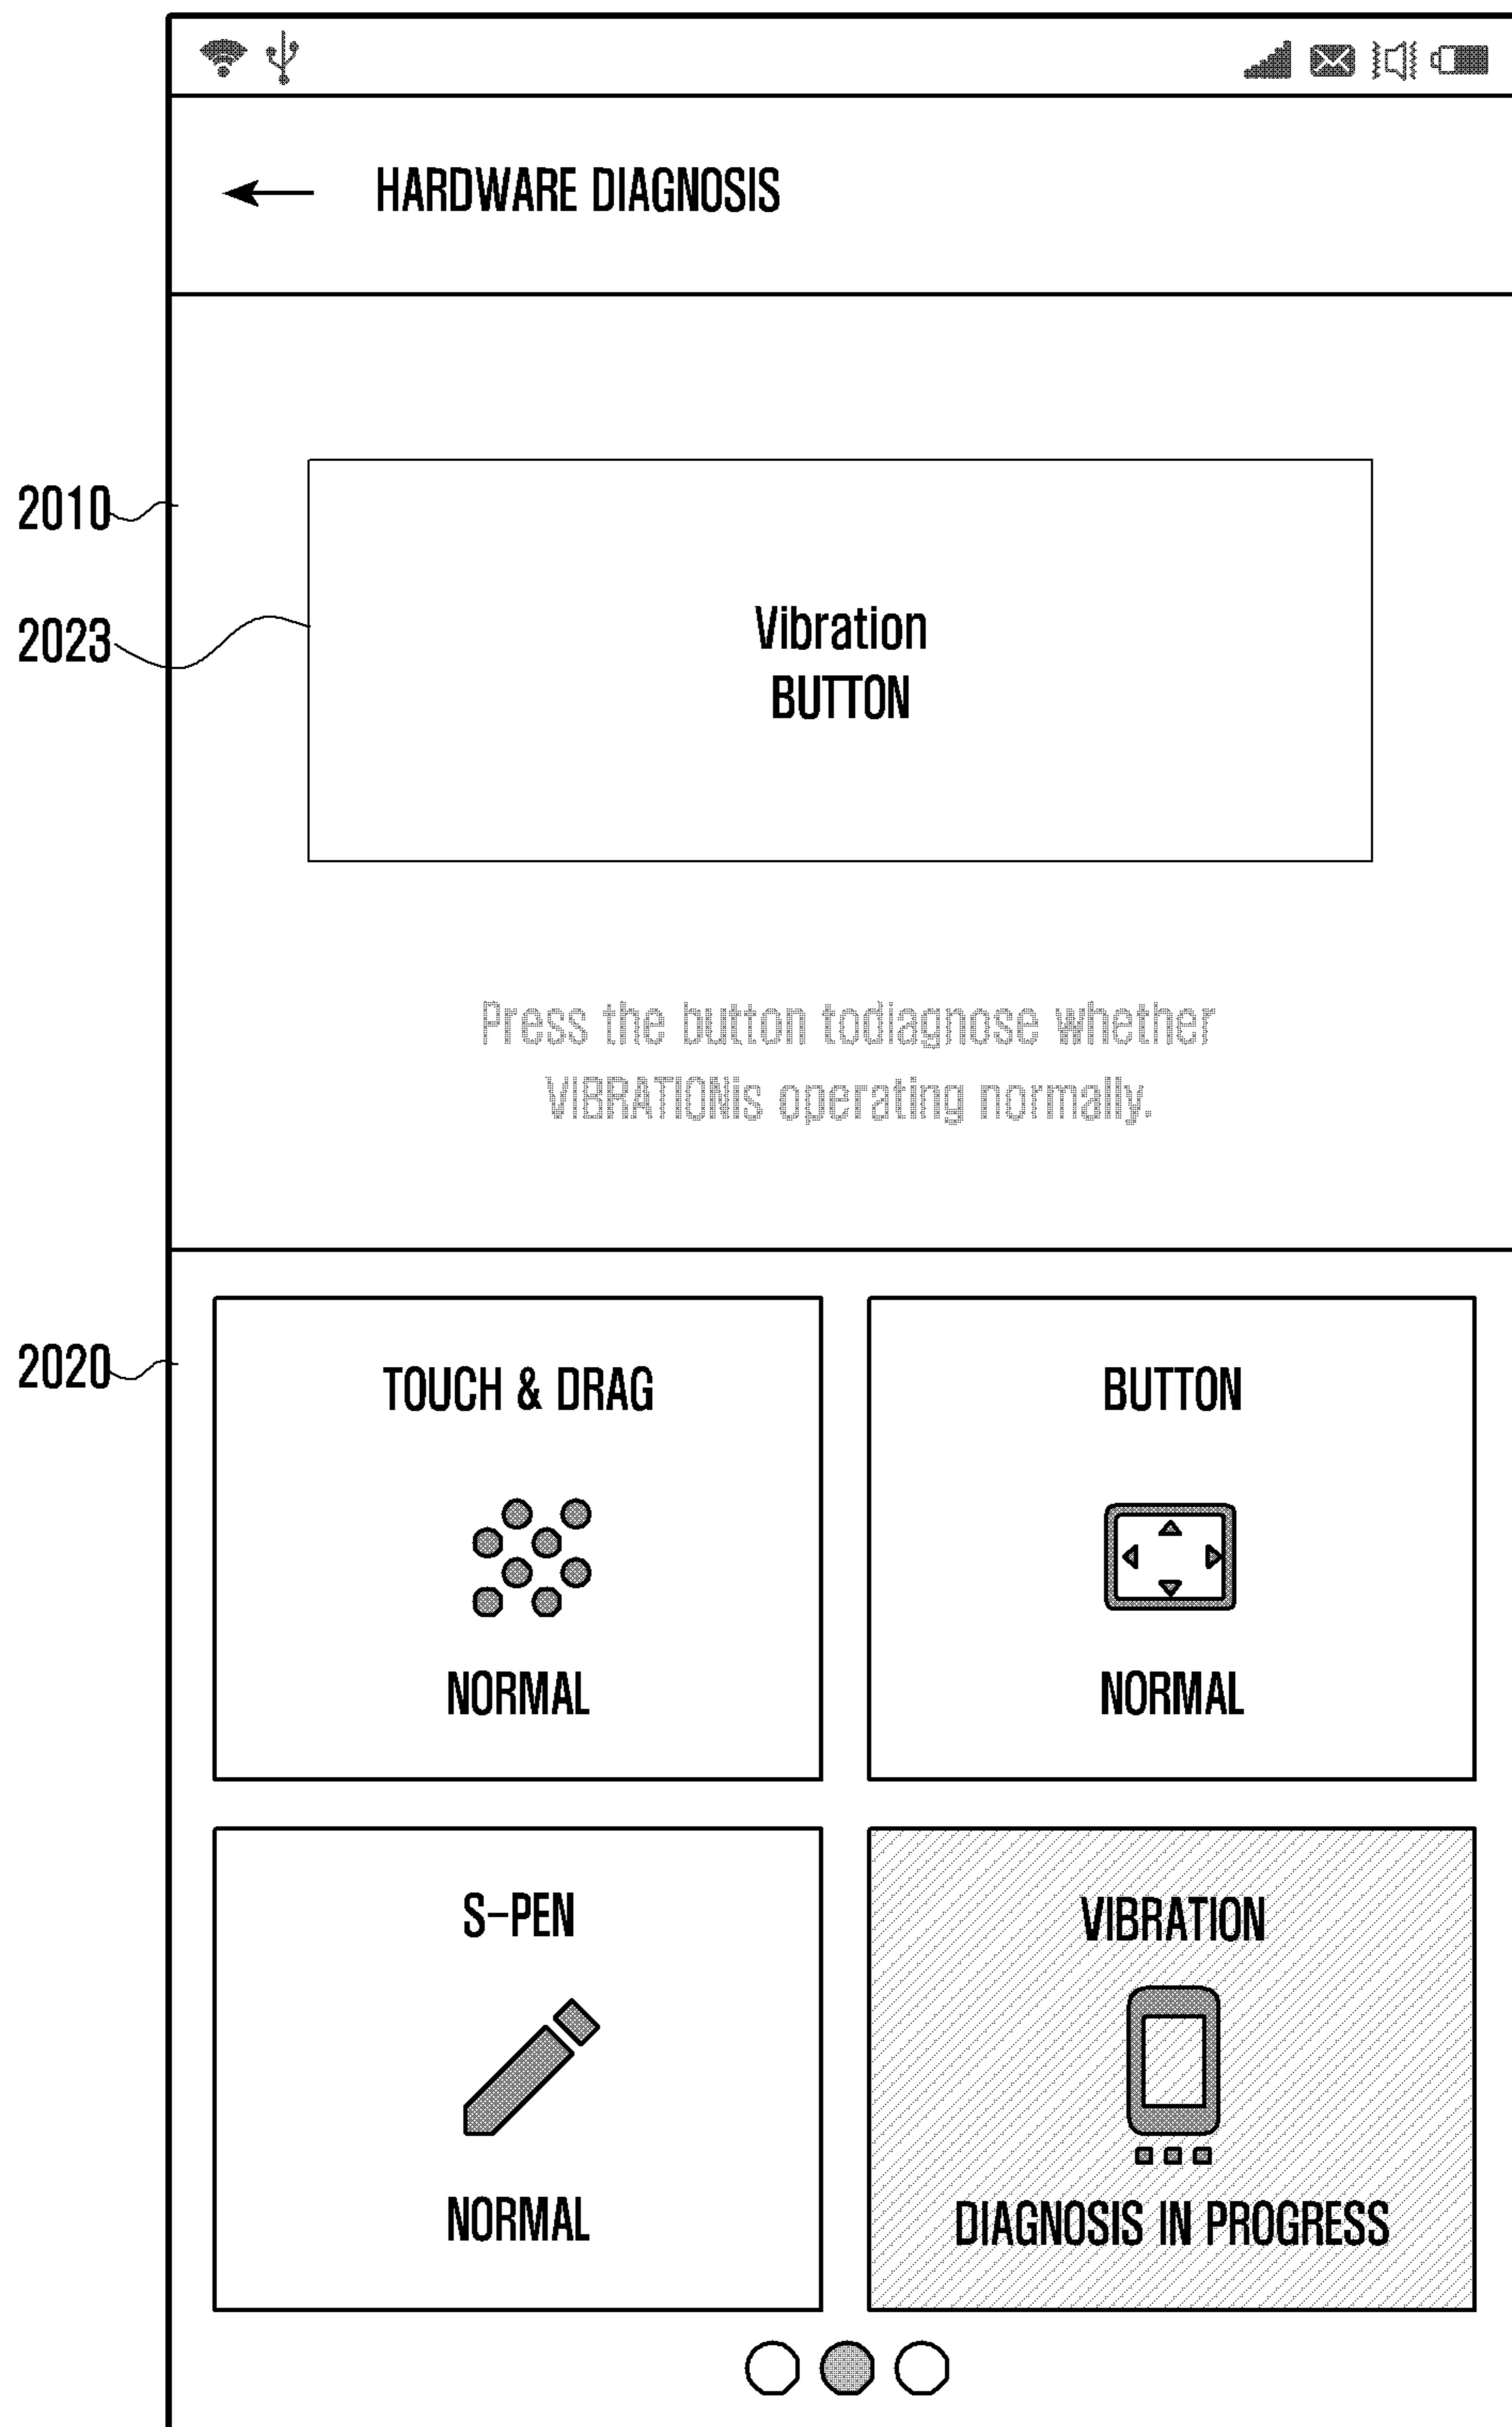 HARDWARE DIAGNOSIS
2010
2023
Vibration
BUTTON
Press the button todiagnose whether
VIBRATIONis operating normally.
2020
TOUCH & DRAG
NORMAL
BUTTON
NORMAL
S-PEN
NORMAL
VIBRATION
DIAGNOSIS IN PROGRESS